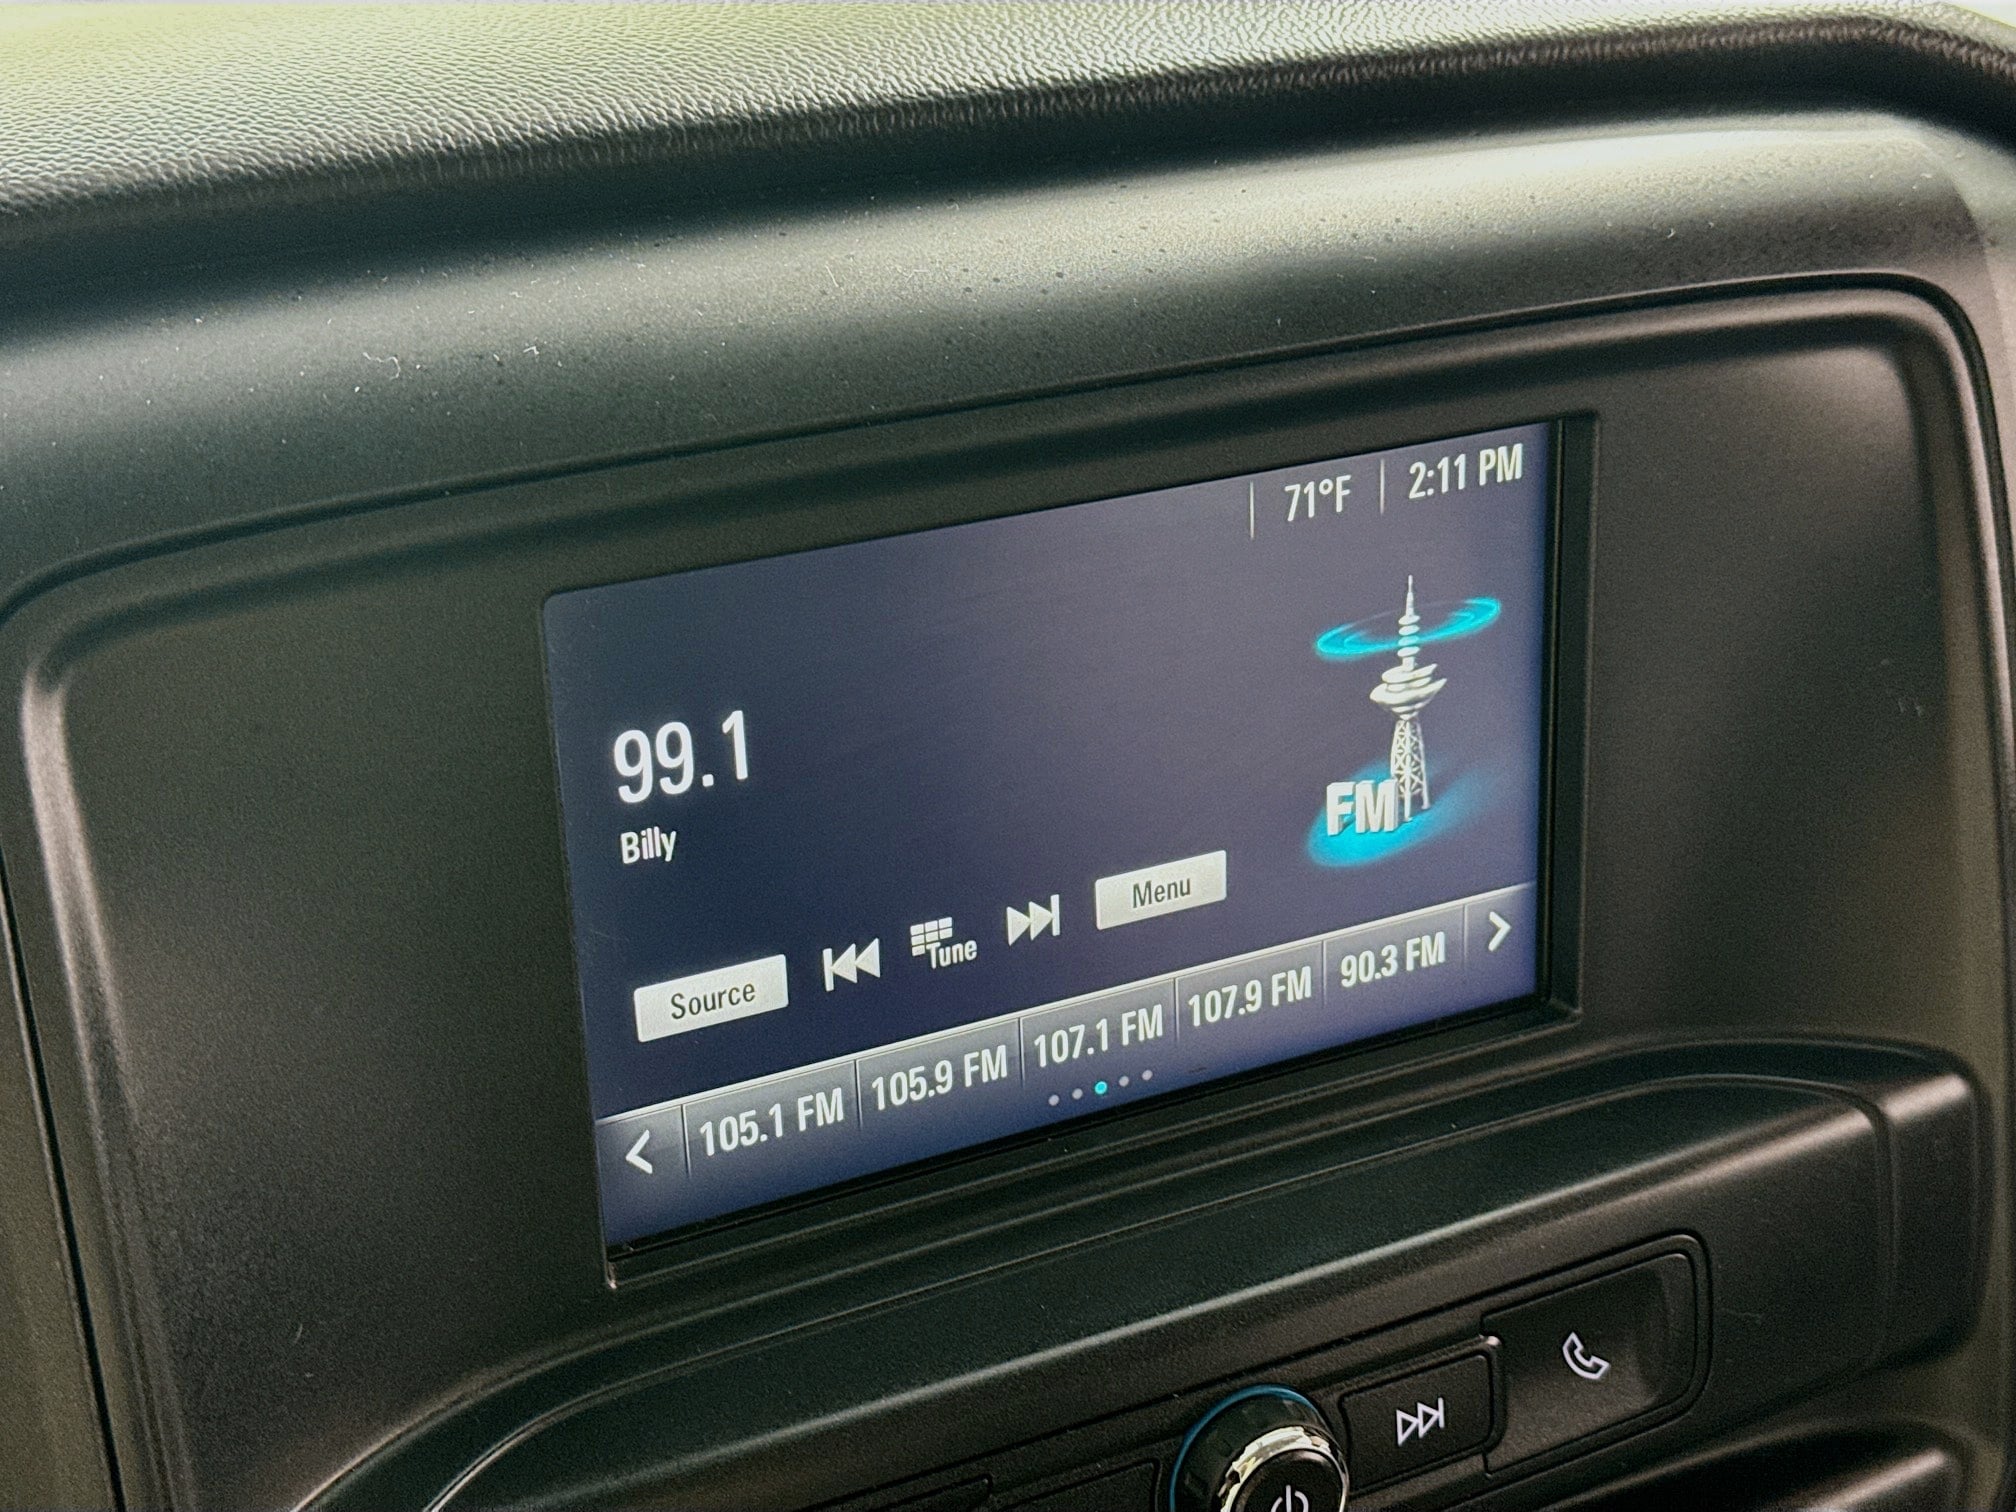 71°F 2:11 PM
99.1
Billy
FM
Source Tune Menu
105.1 FM 105.9 FM 107.1 FM 107.9 FM 90.3 FM